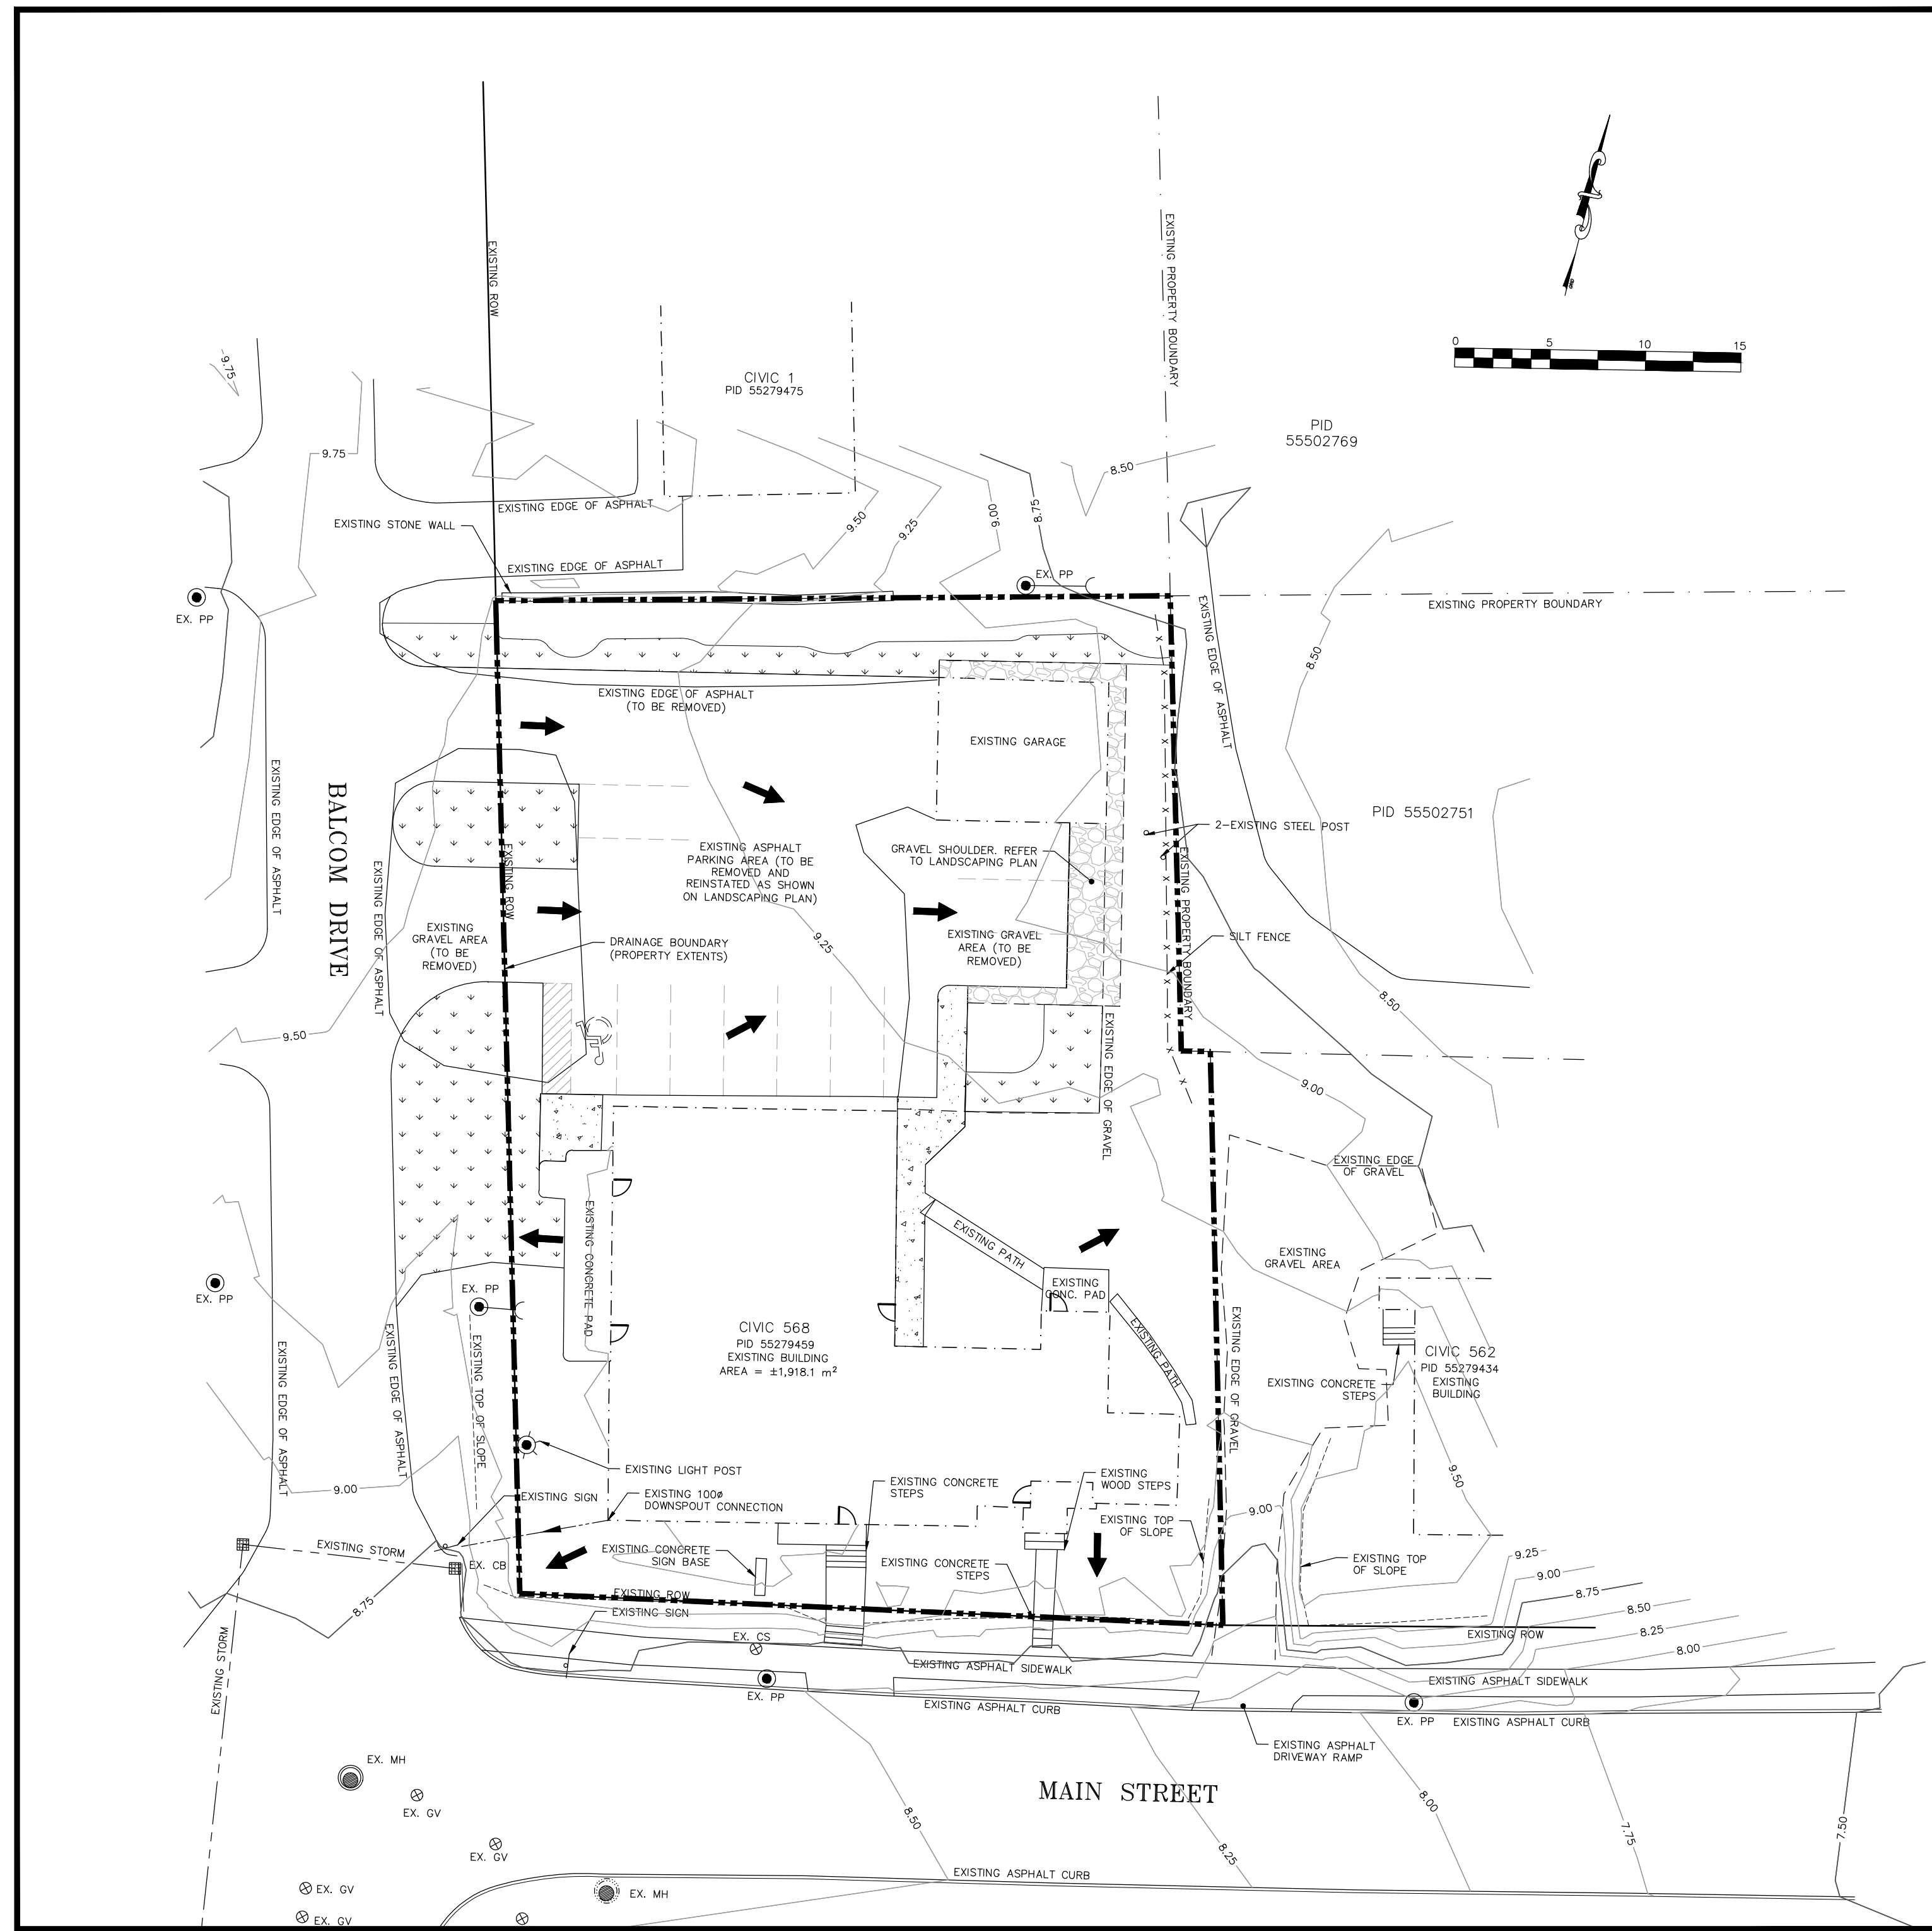 EXISTING ROW
EXISTING PROPERTY BOUNDARY
0 5 10 15
9.75
CIVIC 1
PID 55279475
PID
55502769
9.75
8.50
EXISTING EDGE OF ASPHALT
EXISTING STONE WALL
9.50
9.25
9.00
8.75
EXISTING EDGE OF ASPHALT
EX. PP
EX. PP
EXISTING PROPERTY BOUNDARY
8.50
EXISTING EDGE OF ASPHALT
EXISTING EDGE OF ASPHALT
(TO BE REMOVED)
EXISTING GARAGE
BALCOM DRIVE
EXISTING EDGE OF ASPHALT
EXISTING EDGE OF ASPHALT
EXISTING ROW
EXISTING ASPHALT
PARKING AREA (TO BE
REMOVED AND
REINSTATED AS SHOWN
ON LANDSCAPING PLAN)
GRAVEL SHOULDER. REFER
TO LANDSCAPING PLAN
2-EXISTING STEEL POST
PID 55502751
EXISTING PROPERTY BOUNDARY
EXISTING
GRAVEL AREA
(TO BE
REMOVED)
DRAINAGE BOUNDARY
(PROPERTY EXTENTS)
9.25
EXISTING GRAVEL
AREA (TO BE
REMOVED)
SILT FENCE
8.50
9.50
EXISTING EDGE OF GRAVEL
9.00
EXISTING EDGE
OF GRAVEL
EXISTING CONCRETE PAD
EXISTING PATH
EXISTING
GRAVEL AREA
EXISTING
CONC. PAD
EX. PP
EX. PP
EXISTING TOP OF SLOPE
EXISTING EDGE OF ASPHALT
EXISTING EDGE OF ASPHALT
CIVIC 568
PID 55279459
EXISTING BUILDING
AREA = ±1,918.1 m²
EXISTING PATH
EXISTING EDGE OF GRAVEL
CIVIC 562
PID 55279434
EXISTING
BUILDING
EXISTING CONCRETE
STEPS
9.50
9.00
EXISTING LIGHT POST
EXISTING SIGN
EXISTING 100ø
DOWNSPOUT CONNECTION
EXISTING CONCRETE
STEPS
EXISTING
WOOD STEPS
EXISTING TOP
OF SLOPE
9.00
EXISTING STORM
EX. CB
EXISTING CONCRETE
SIGN BASE
EXISTING CONCRETE
STEPS
EXISTING TOP
OF SLOPE
9.25
9.00
8.75
8.50
8.25
8.00
8.75
EXISTING ROW
EXISTING SIGN
EXISTING ROW
EXISTING STORM
EX. CS
EXISTING ASPHALT SIDEWALK
EXISTING ASPHALT SIDEWALK
EX. PP
EXISTING ASPHALT CURB
EX. PP
EXISTING ASPHALT CURB
EXISTING ASPHALT
DRIVEWAY RAMP
EX. MH
EX. GV
MAIN STREET
8.50
8.25
8.00
7.75
7.50
EX. GV
EXISTING ASPHALT CURB
EX. GV
EX. MH
EX. GV